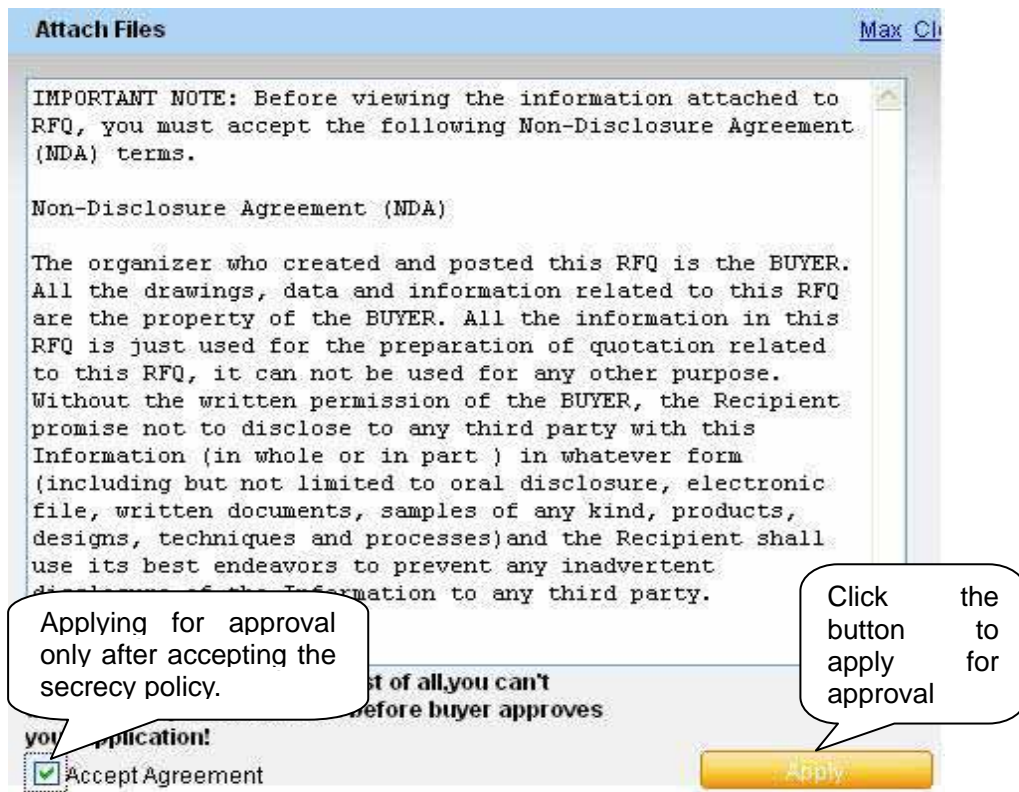 Attach Files
Max Cl
IMPORTANT NOTE: Before viewing the information attached to
RFQ, you must accept the following Non-Disclosure Agreement
(NDA) terms.
Non-Disclosure Agreement (NDA)
The organizer who created and posted this RFQ is the BUYER.
All the drawings, data and information related to this RFQ
are the property of the BUYER. All the information in this
RFQ is just used for the preparation of quotation related
to this RFQ, it can not be used for any other purpose.
Without the written permission of the BUYER, the Recipient
promise not to disclose to any third party with this
Information (in whole or in part ) in whatever form
(including but not limited to oral disclosure, electronic
file, written documents, samples of any kind, products,
designs, techniques and processes)and the Recipient shall
use its best endeavors to prevent any inadvertent
disclosure of the Information to any third party.
Applying for approval
only after accepting the
secrecy policy.
Click the
button to
apply for
approval
of all,you can't
before buyer approves
application!
Accept Agreement
Apply